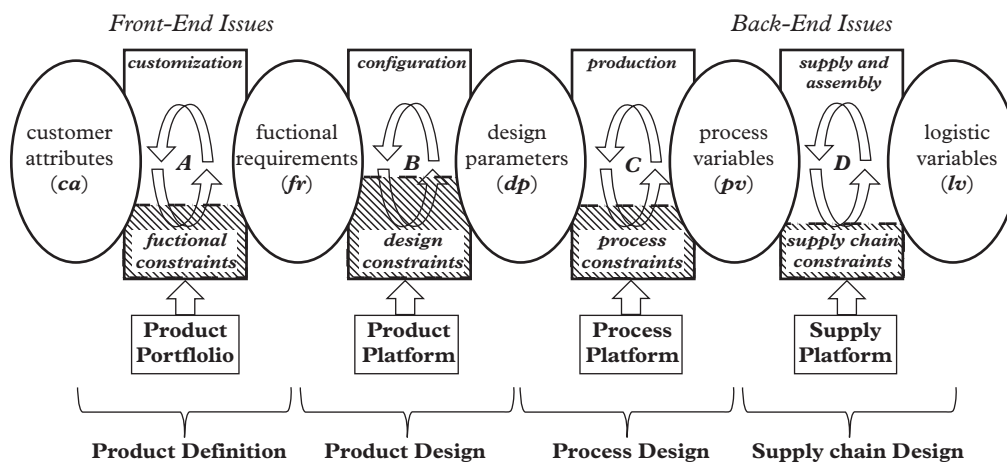 Front-End Issues
Back-End Issues
customization
configuration
production
supply and
assembly
customer
attributes
(ca)
A
fuctional
requirements
(fr)
B
design
parameters
(dp)
C
process
variables
(pv)
D
logistic
variables
(lv)
fuctional
constraints
design
constraints
process
constraints
supply chain
constraints
Product
Portflolio
Product
Platform
Process
Platform
Supply
Platform
Product Definition
Product Design
Process Design
Supply chain Design